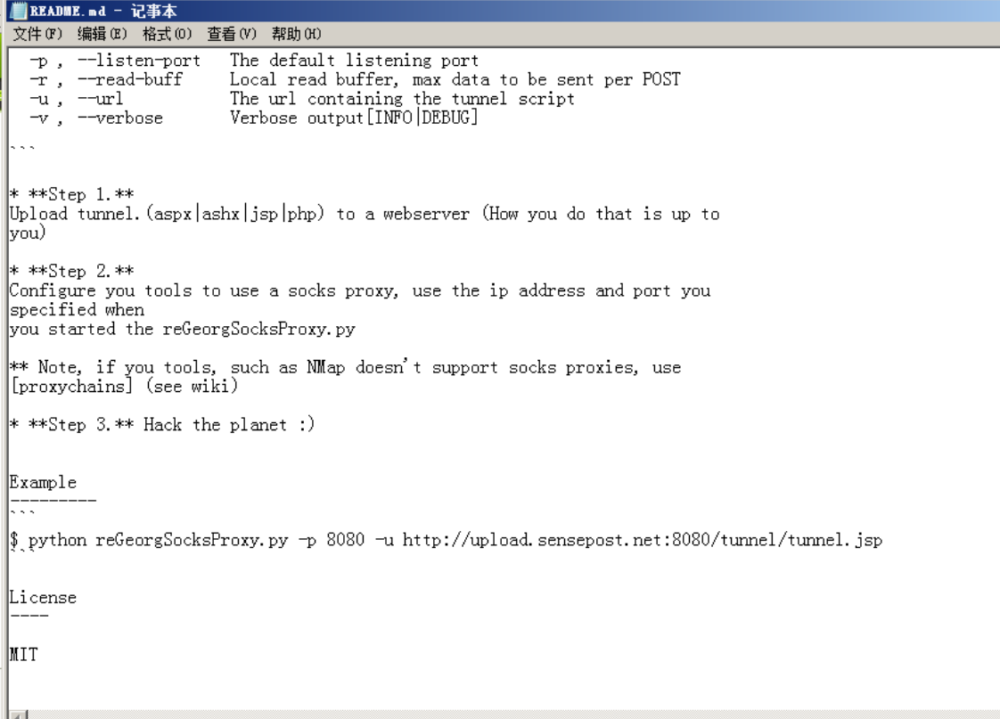 README.md - 记事本
文件(F) 编辑(E) 格式(O) 查看(V) 帮助(H)
-p , --listen-port The default listening port
-r , --read-buff Local read buffer, max data to be sent per POST
-u , --url The url containing the tunnel script
-v , --verbose Verbose output[INFO|DEBUG]
```
* **Step 1.**
Upload tunnel.(aspx|ashx|jsp|php) to a webserver (How you do that is up to
you)
* **Step 2.**
Configure you tools to use a socks proxy, use the ip address and port you
specified when
you started the reGeorgSocksProxy.py
** Note, if you tools, such as NMap doesn't support socks proxies, use
[proxychains] (see wiki)
* **Step 3.** Hack the planet :)
Example
---------
```
$ python reGeorgSocksProxy.py -p 8080 -u http://upload.sensepost.net:8080/tunnel/tunnel.jsp
```
License
----
MIT